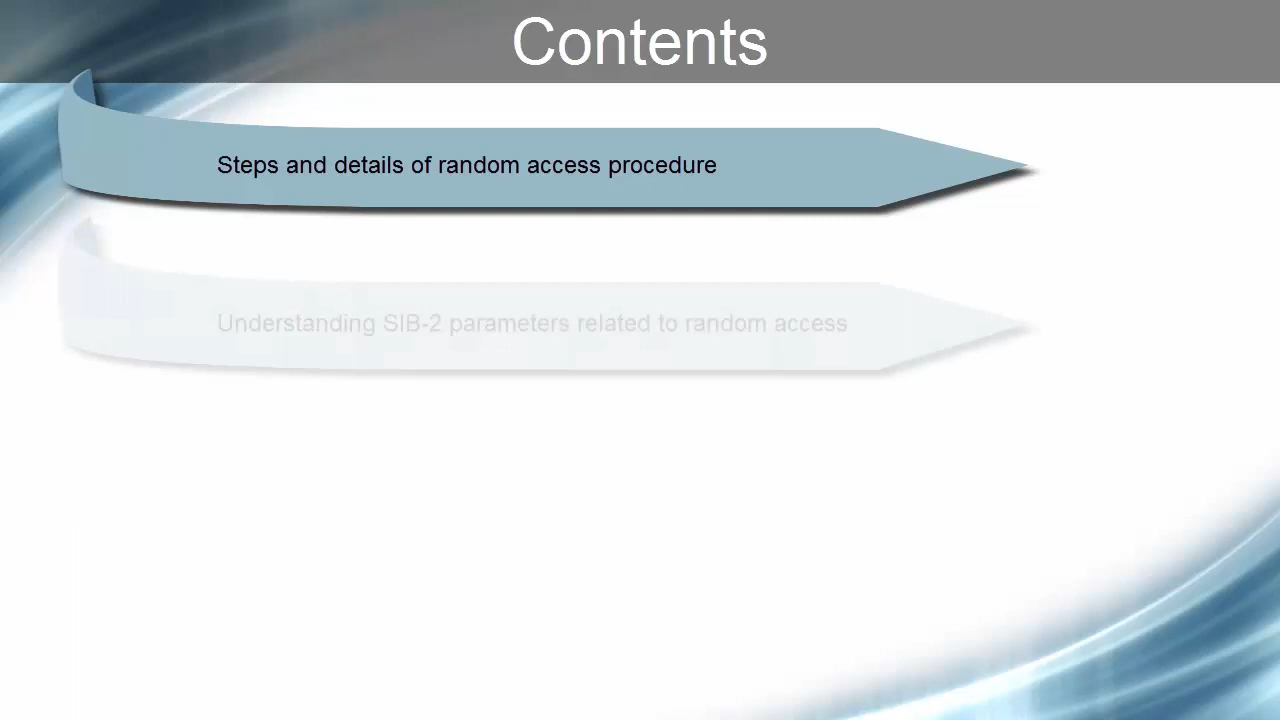 Contents
Steps and details of random access procedure
Understanding SIB-2 parameters related to random access